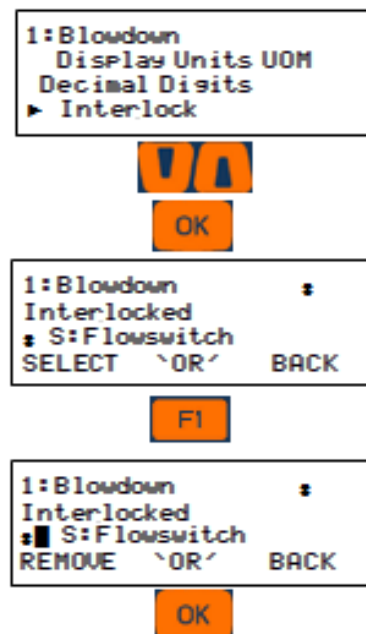 1:Blowdown
Display Units UOM
Decimal Digits
► Interlock
OK
1:Blowdown
Interlocked
S:Flowswitch
SELECT `OR´ BACK
F1
1:Blowdown
Interlocked
S:Flowswitch
REMOVE `OR´ BACK
OK